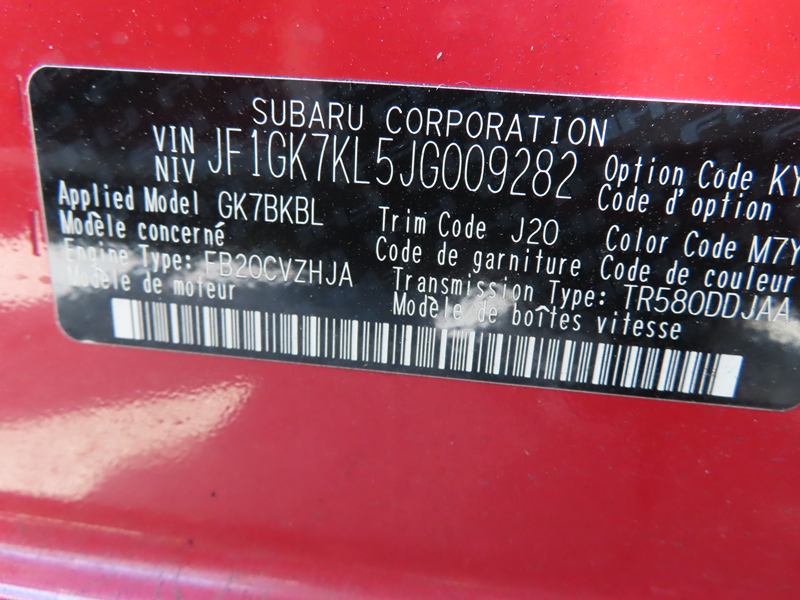 SUBARU CORPORATION
VIN NIV JF1GK7KL5JG009282
Option Code KY
Code d'option
Applied Model GK7BKBL
Modèle concerné
Trim Code J20
Code de garniture
Color Code M7Y
Code de couleur
Engine Type: FB20CVZHJA
Modèle de moteur
Transmission Type: TR580DDJAA
Modèle de boîtes vitesse